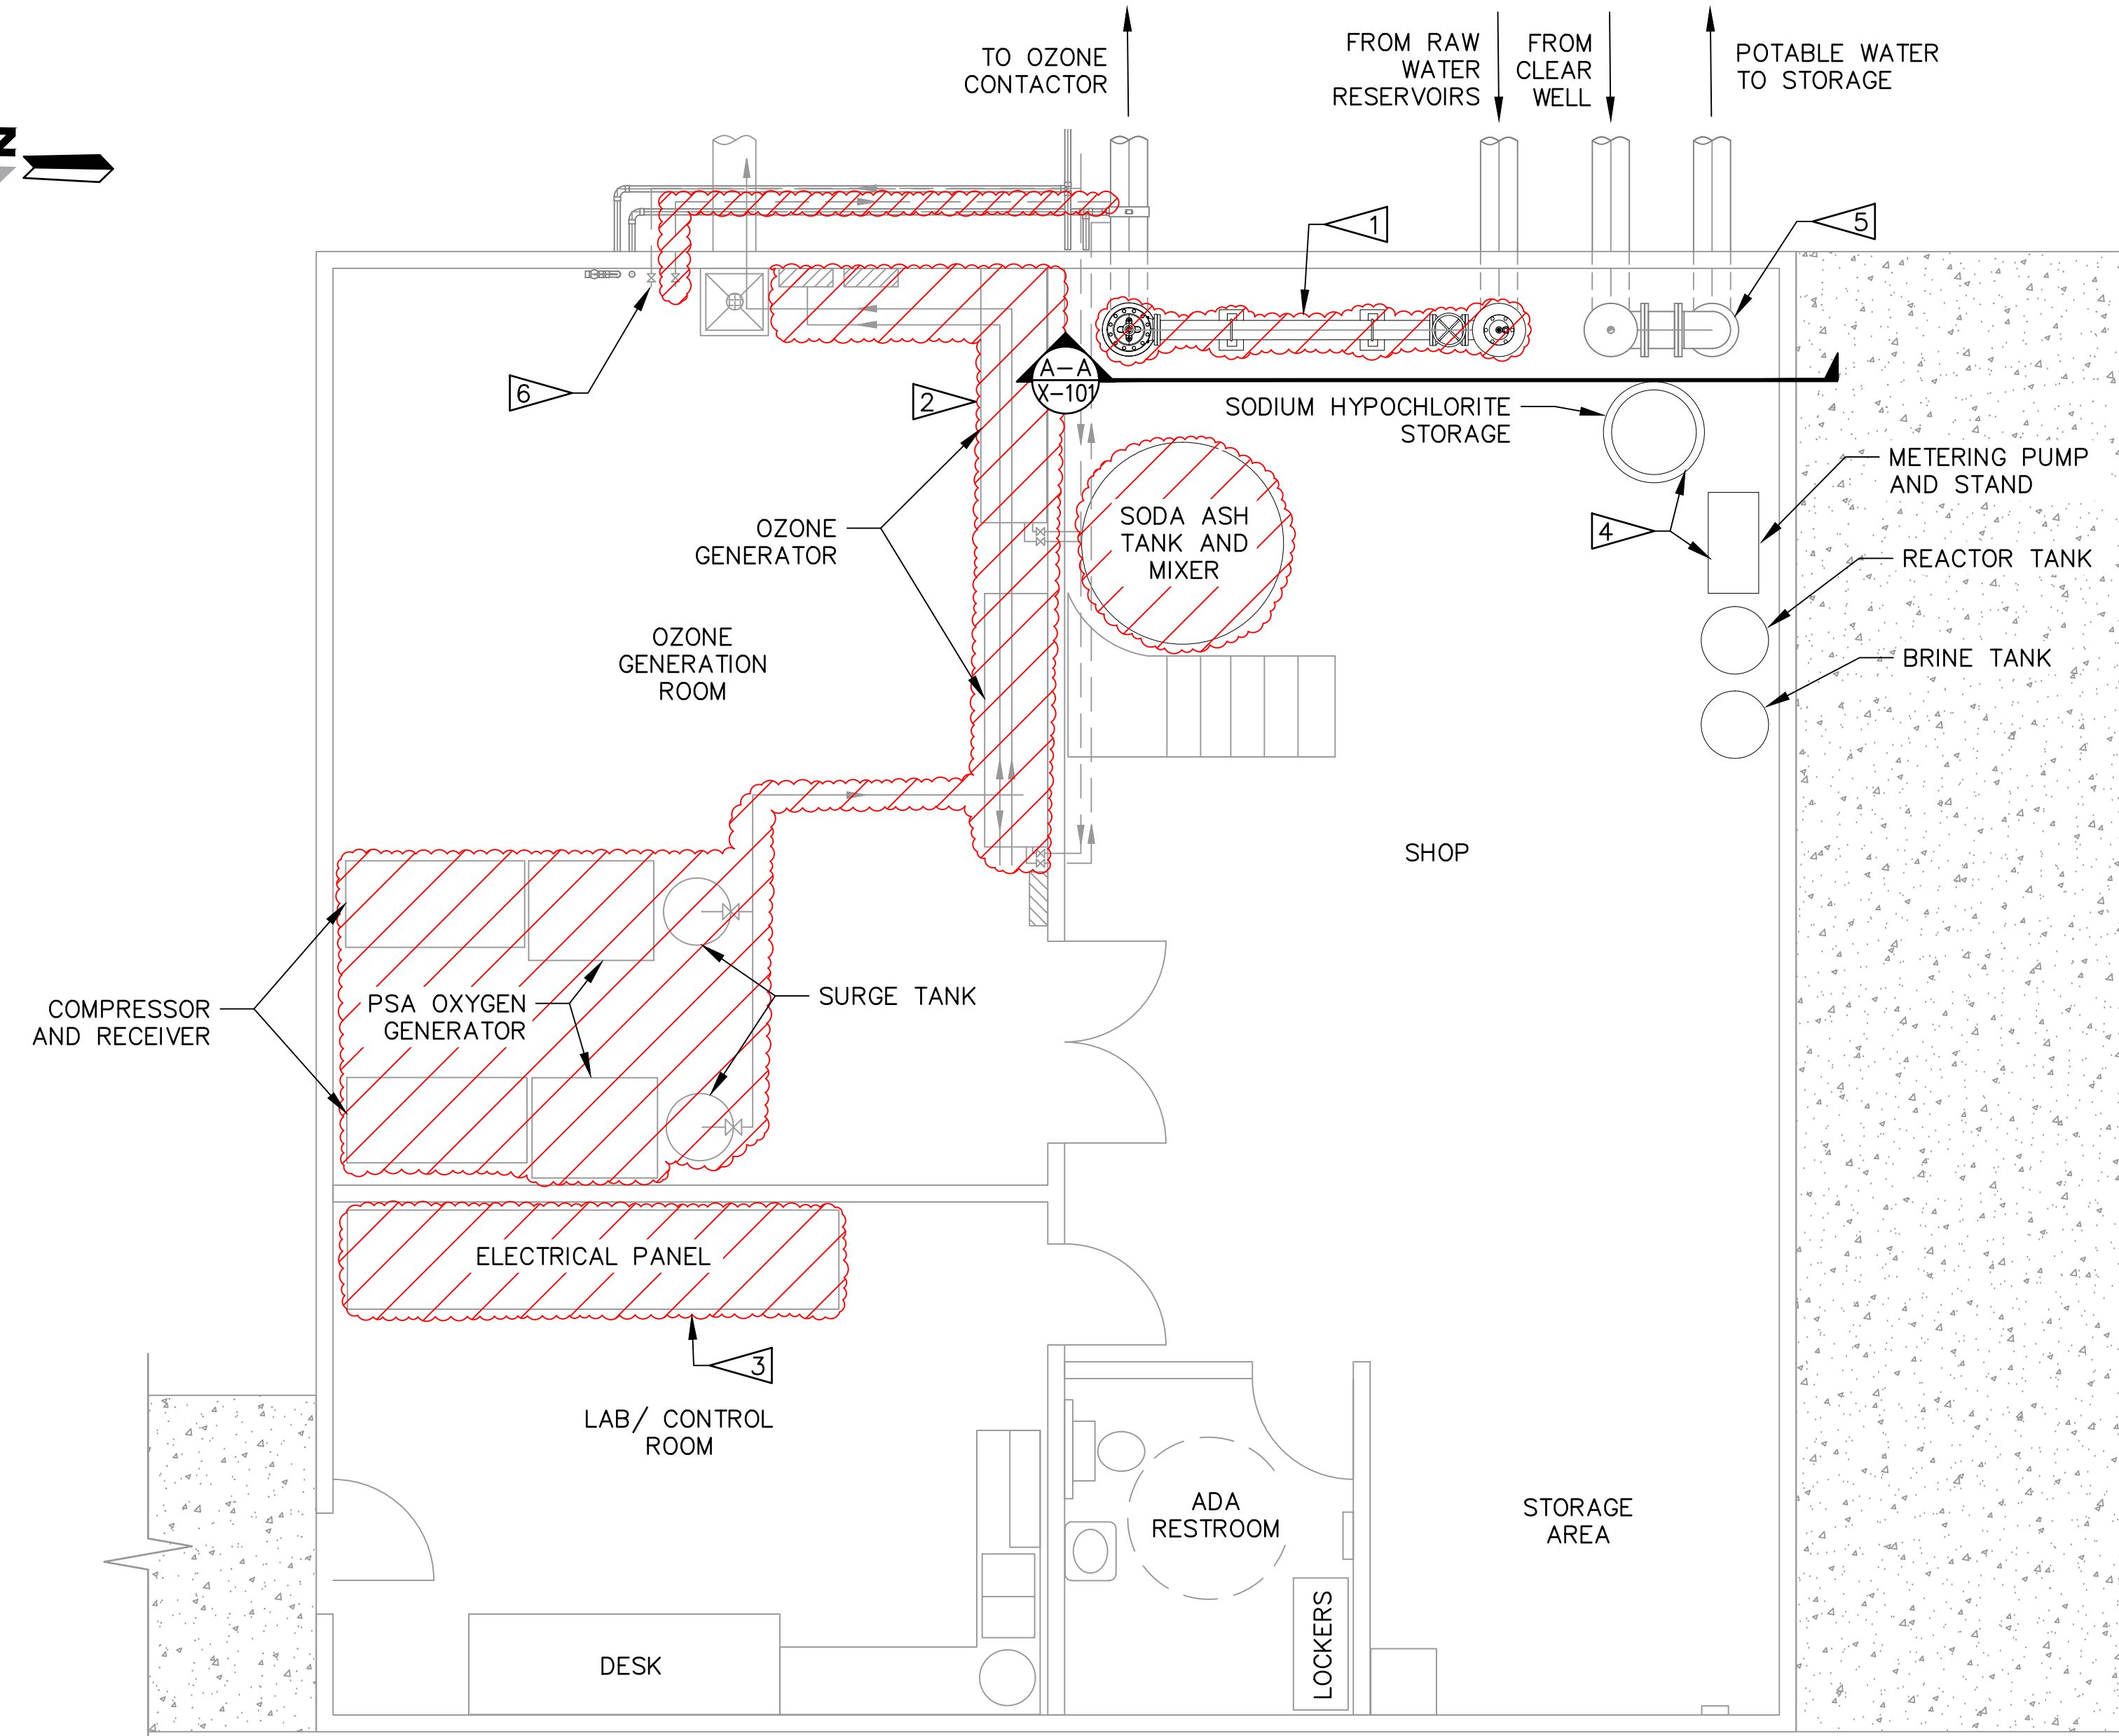 TO OZONE
CONTACTOR
FROM RAW
WATER
RESERVOIRS
FROM
CLEAR
WELL
POTABLE WATER
TO STORAGE
N
1
5
6
2
A-A
X-101
SODIUM HYPOCHLORITE
STORAGE
METERING PUMP
AND STAND
4
REACTOR TANK
BRINE TANK
OZONE
GENERATOR
SODA ASH
TANK AND
MIXER
OZONE
GENERATION
ROOM
SHOP
COMPRESSOR
AND RECEIVER
PSA OXYGEN
GENERATOR
SURGE TANK
ELECTRICAL PANEL
3
LAB/ CONTROL
ROOM
ADA
RESTROOM
STORAGE
AREA
LOCKERS
DESK